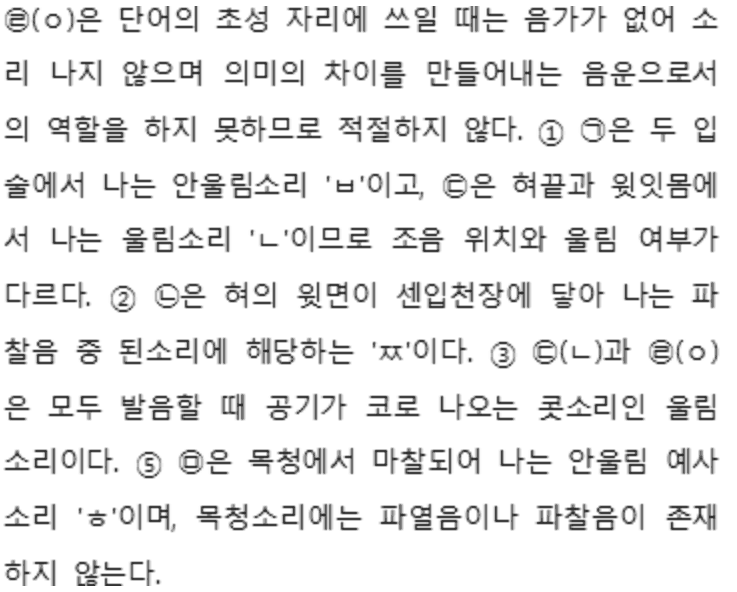 ㉣(ㅇ)은 단어의 초성 자리에 쓰일 때는 음가가 없어 소
리 나지 않으며 의미의 차이를 만들어내는 음운으로서
의 역할을 하지 못하므로 적절하지 않다. ① ㉠은 두 입
술에서 나는 안울림소리 'ㅂ'이고, ㉢은 혀끝과 윗잇몸에
서 나는 울림소리 'ㄴ'이므로 조음 위치와 울림 여부가
다르다. ② ㉡은 혀의 윗면이 센입천장에 닿아 나는 파
찰음 중 된소리에 해당하는 'ㅉ'이다. ③ ㉢(ㄴ)과 ㉣(ㅇ)
은 모두 발음할 때 공기가 코로 나오는 콧소리인 울림
소리이다. ⑤ ㉤은 목청에서 마찰되어 나는 안울림 예사
소리 'ㅎ'이며, 목청소리에는 파열음이나 파찰음이 존재
하지 않는다.